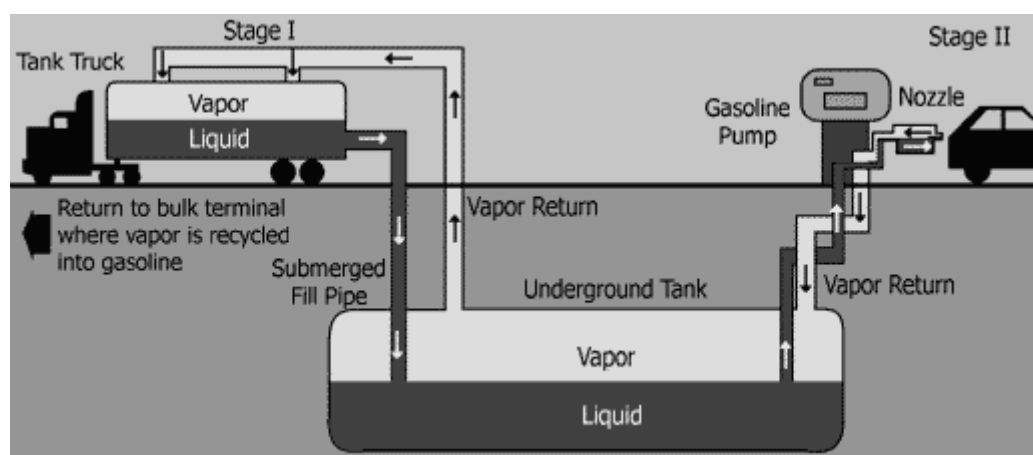 Stage I
Stage II
Tank Truck
Vapor
Liquid
Gasoline
Pump
Nozzle
Return to bulk terminal
where vapor is recycled
into gasoline
Vapor Return
Submerged
Fill Pipe
Underground Tank
Vapor Return
Vapor
Liquid